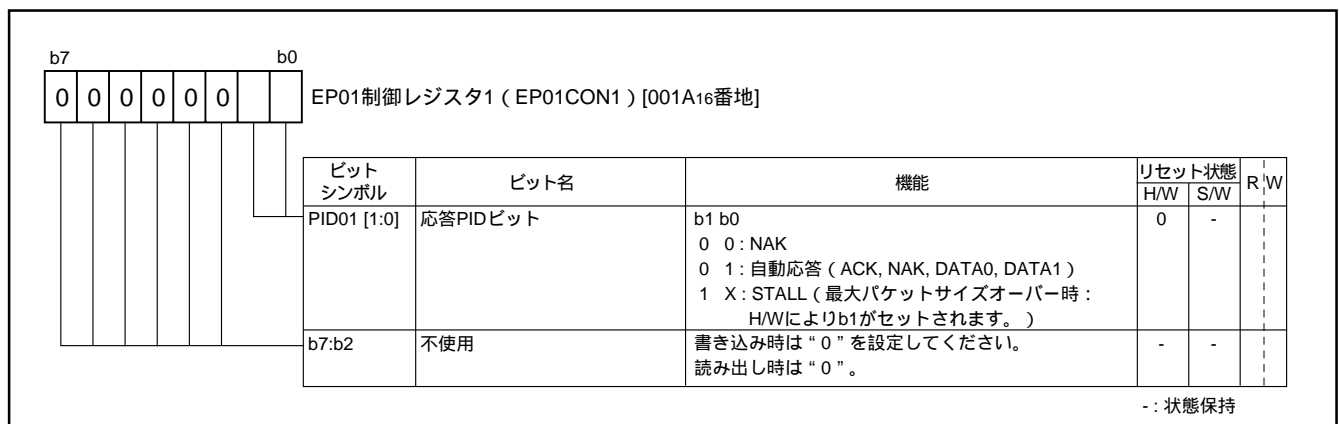 b7 b0
0 0 0 0 0 0
EP01制御レジスタ1（EP01CON1）[001A16番地]
ビット
シンボル
ビット名
機能
リセット状態
H/W S/W
R W
PID01 [1:0] 応答PIDビット b1 b0 0 -
0 0 : NAK
0 1 : 自動応答（ACK, NAK, DATA0, DATA1）
1 X : STALL（最大パケットサイズオーバー時：
H/Wによりb1がセットされます。）
b7:b2 不使用 書き込み時は“0”を設定してください。 - -
読み出し時は“0”。
- : 状態保持